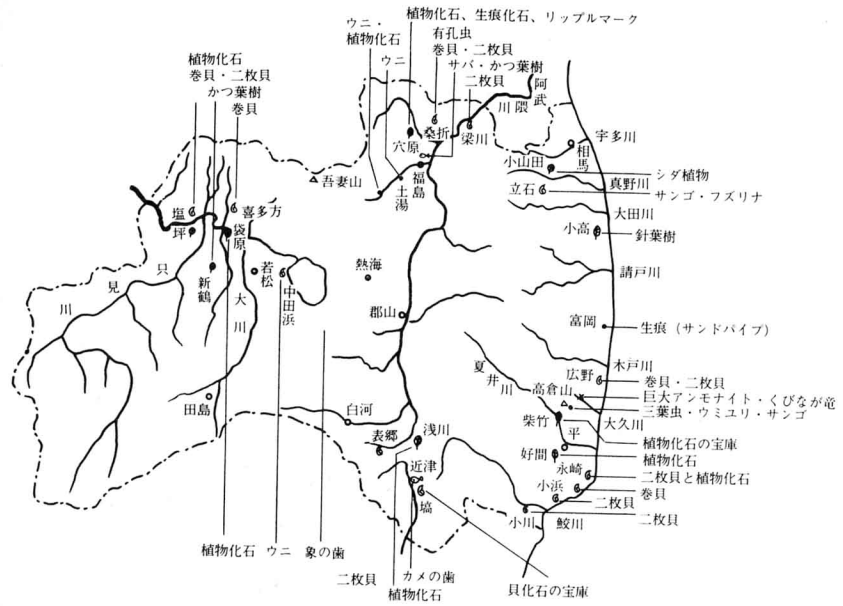 植物化石、生痕化石、リップルマーク
ウニ・
植物化石
有孔虫
巻貝・二枚貝
ウニ
サバ・かつ葉樹
二枚貝
植物化石
巻貝・二枚貝
かつ葉樹
巻貝
阿武
隈
川
穴原
桑折
梁川
福島
土湯
吾妻山
宇多川
相馬
小山田
シダ植物
真野川
立石
サンゴ・フズリナ
大田川
小高
針葉樹
請戸川
塩
坪
喜多方
袋原
新鶴
若松
中田浜
熱海
郡山
只
見
川
大
川
田島
富岡
生痕（サンドパイプ）
木戸川
広野
巻貝・二枚貝
夏
井
川
高倉山
巨大アンモナイト・くびなが竜
三葉虫・ウミユリ・サンゴ
大久川
柴竹
平
植物化石の宝庫
好間
植物化石
永崎
二枚貝と植物化石
小浜
巻貝
二枚貝
小川
鮫川
二枚貝
白河
表郷
浅川
近津
塙
植物化石
ウニ
象の歯
二枚貝
カメの歯
植物化石
貝化石の宝庫